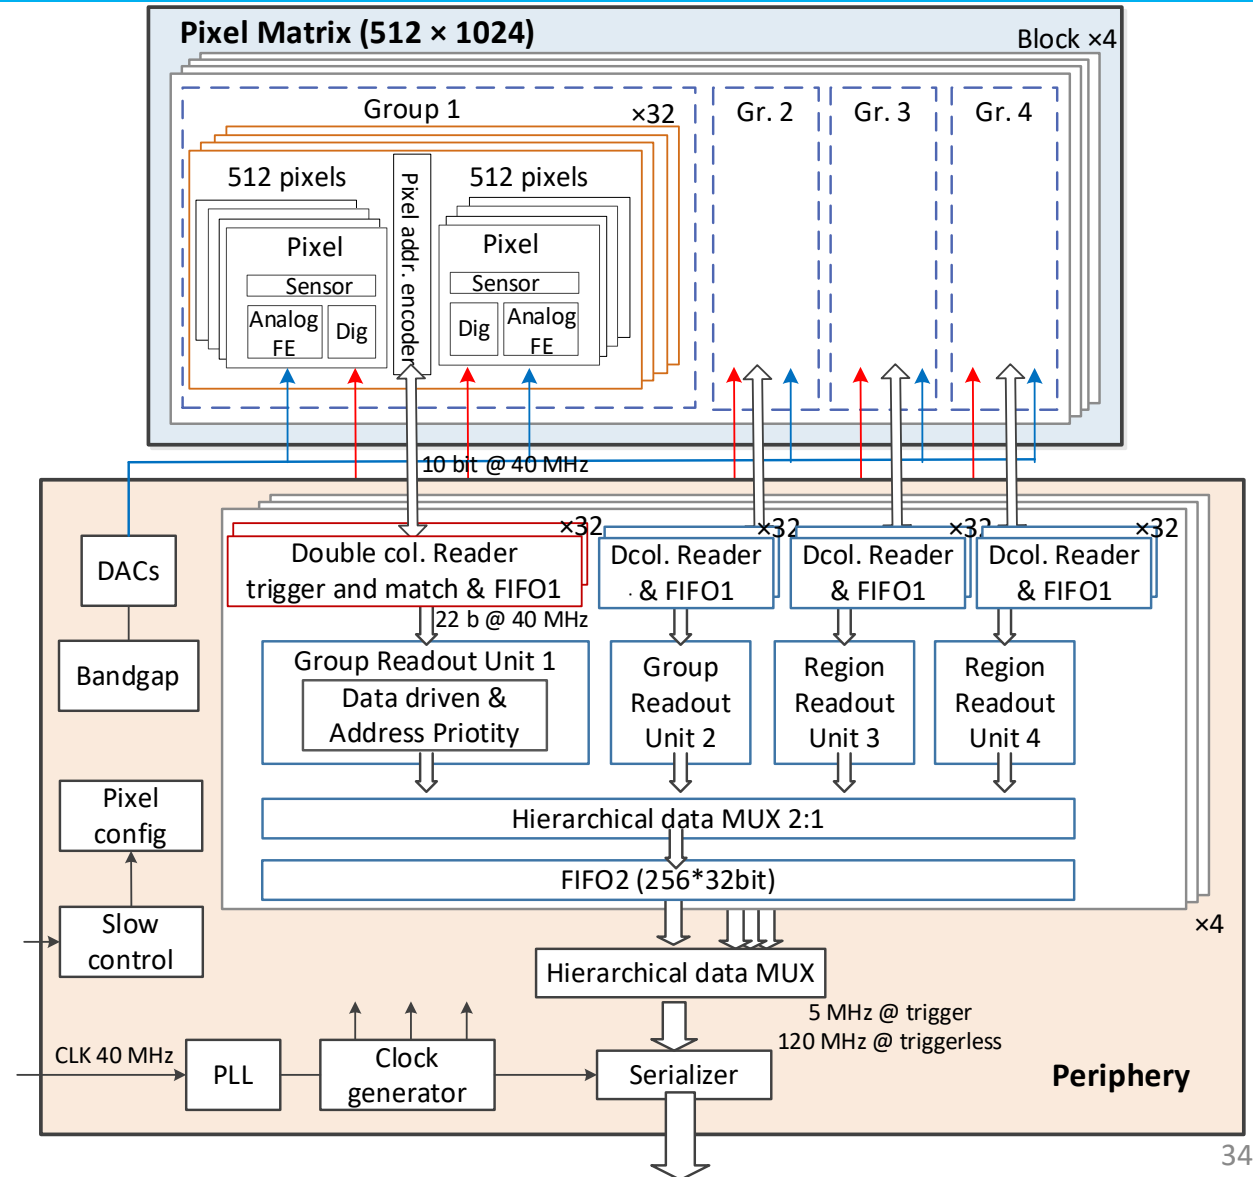 Pixel Matrix (512 × 1024)
Block ×4
Group 1
×32
Gr. 2
Gr. 3
Gr. 4
512 pixels
512 pixels
Pixel addr. encoder
Pixel
Sensor
Analog
FE
Dig
Pixel
Sensor
Dig
Analog
FE
10 bit @ 40 MHz
×32
×32
×32
×32
Double col. Reader
trigger and match & FIFO1
Dcol. Reader
& FIFO1
Dcol. Reader
& FIFO1
Dcol. Reader
& FIFO1
22 b @ 40 MHz
DACs
Bandgap
Group Readout Unit 1
Data driven &
Address Priotity
Group
Readout
Unit 2
Region
Readout
Unit 3
Region
Readout
Unit 4
Pixel
config
Hierarchical data MUX 2:1
FIFO2 (256*32bit)
×4
Slow
control
Hierarchical data MUX
5 MHz @ trigger
120 MHz @ triggerless
CLK 40 MHz
PLL
Clock
generator
Serializer
Periphery
34